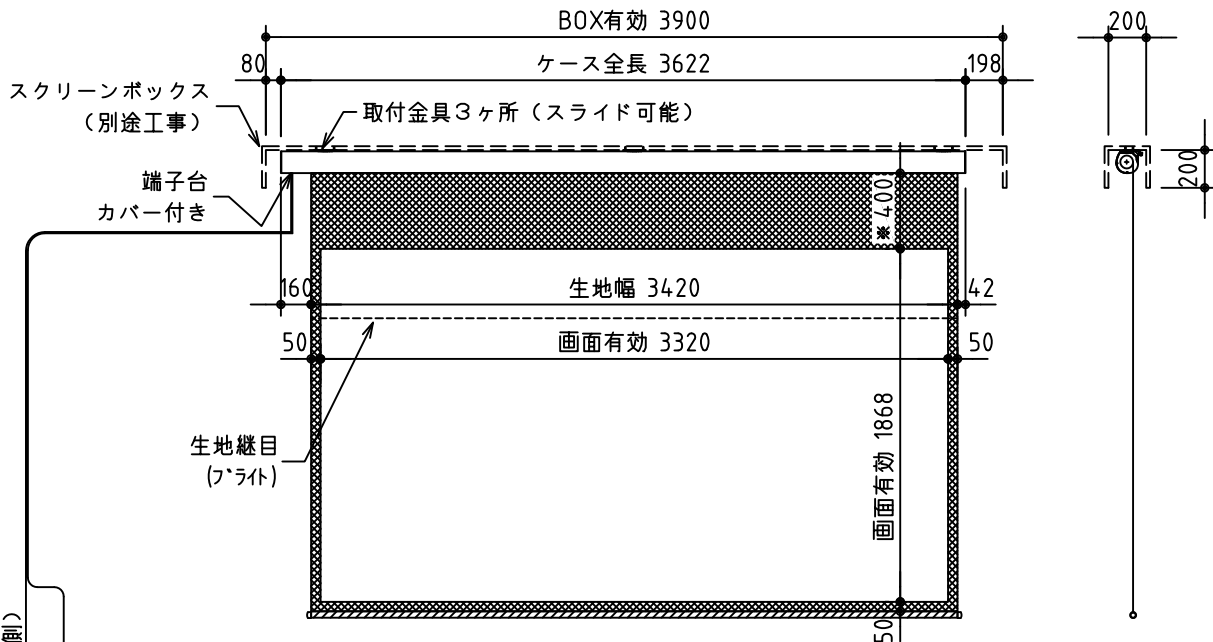 BOX有効 3900
200
80
ケース全長 3622
198
スクリーンボックス
(別途工事)
取付金具3ヶ所(スライド可能)
200
端子台
カバー付き
※ 400
160
生地幅 3420
42
50
画面有効 3320
50
画面有効 1868
生地継目
(ブライト)
側)
50